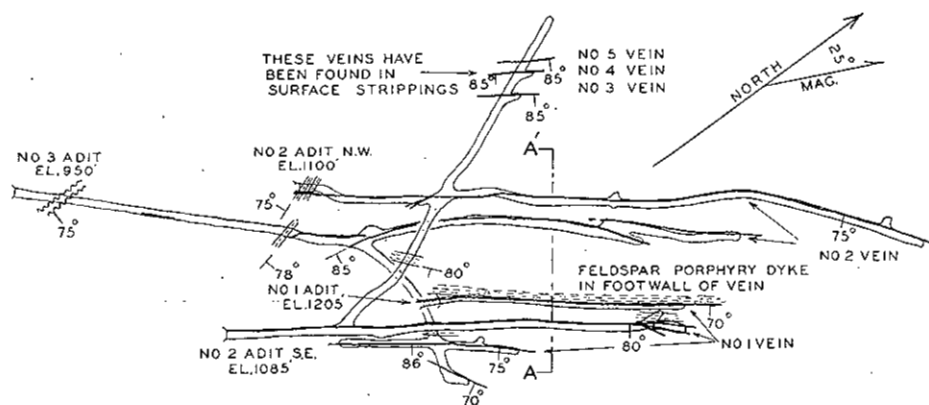 THESE VEINS HAVE
BEEN FOUND IN
SURFACE STRIPPINGS
NO 5 VEIN
NO 4 VEIN
NO 3 VEIN
85°
85°
85°
NORTH
25°
MAG.
A'
NO 3 ADIT
EL. 950'
75°
NO 2 ADIT N.W.
EL. 1100'
75°
78°
85°
80°
75°
NO 2 VEIN
FELDSPAR PORPHYRY DYKE
IN FOOTWALL OF VEIN
NO 1 ADIT
EL. 1205
70°
80°
NO 1 VEIN
NO 2 ADIT S.E.
EL. 1085'
86°
75°
70°
A